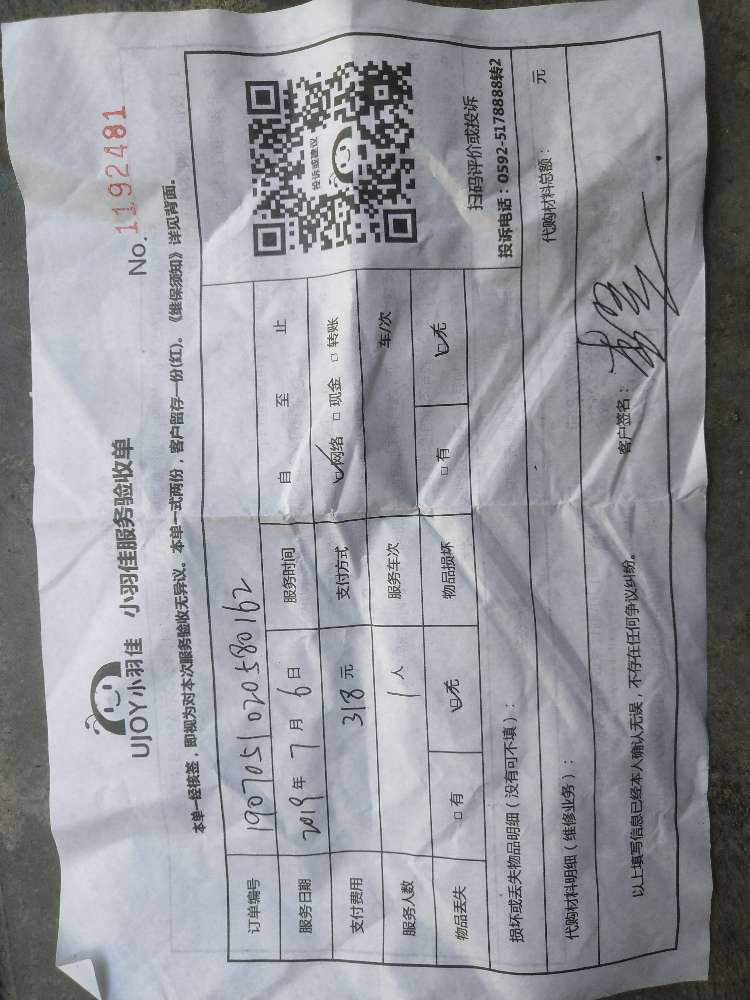 UJOY小羽佳 小羽佳服务验收单
No. 1192481
本单一经核签，即视为对本次服务验收无异议。本单一式两份，客户留存一份(红)。《维保须知》详见背面。
订单编号 1907051020580162
服务日期 2019年 7 月 6 日 服务时间 自 至 止
支付费用 318 元 支付方式 ☑网络 □现金 □转账
服务人数 1 人 服务车次 车/次
物品丢失 □有 ☑无 物品损坏 □有 ☑无
投诉或建议
扫码评价或投诉
投诉电话：0592-5178888转2
损坏或丢失物品明细（没有可不填）：
代购材料明细（维修业务）： 代购材料总额： 元
以上填写信息已经本人确认无误，不存在任何争议纠纷。 客户签名：